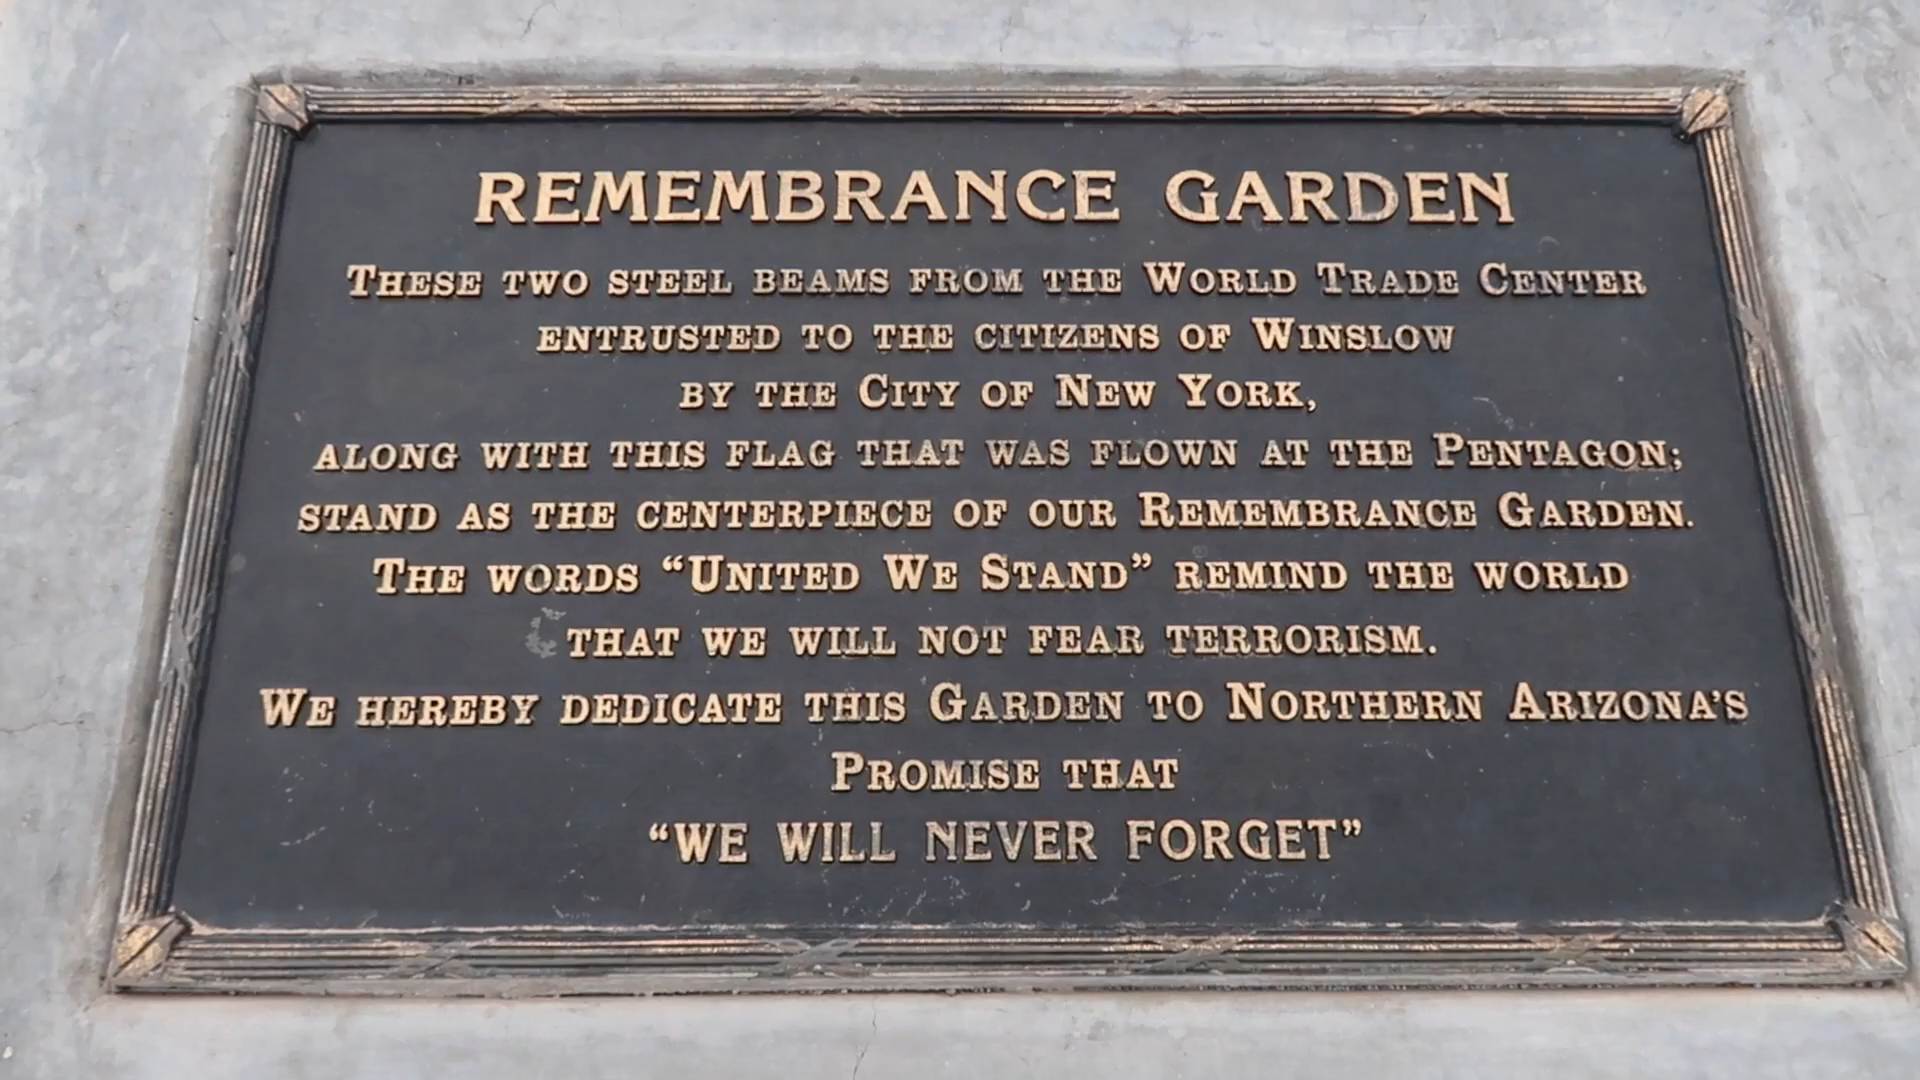 REMEMBRANCE GARDEN
THESE TWO STEEL BEAMS FROM THE WORLD TRADE CENTER
ENTRUSTED TO THE CITIZENS OF WINSLOW
BY THE CITY OF NEW YORK,
ALONG WITH THIS FLAG THAT WAS FLOWN AT THE PENTAGON;
STAND AS THE CENTERPIECE OF OUR REMEMBRANCE GARDEN.
THE WORDS “UNITED WE STAND” REMIND THE WORLD
THAT WE WILL NOT FEAR TERRORISM.
WE HEREBY DEDICATE THIS GARDEN TO NORTHERN ARIZONA’S
PROMISE THAT
“WE WILL NEVER FORGET”